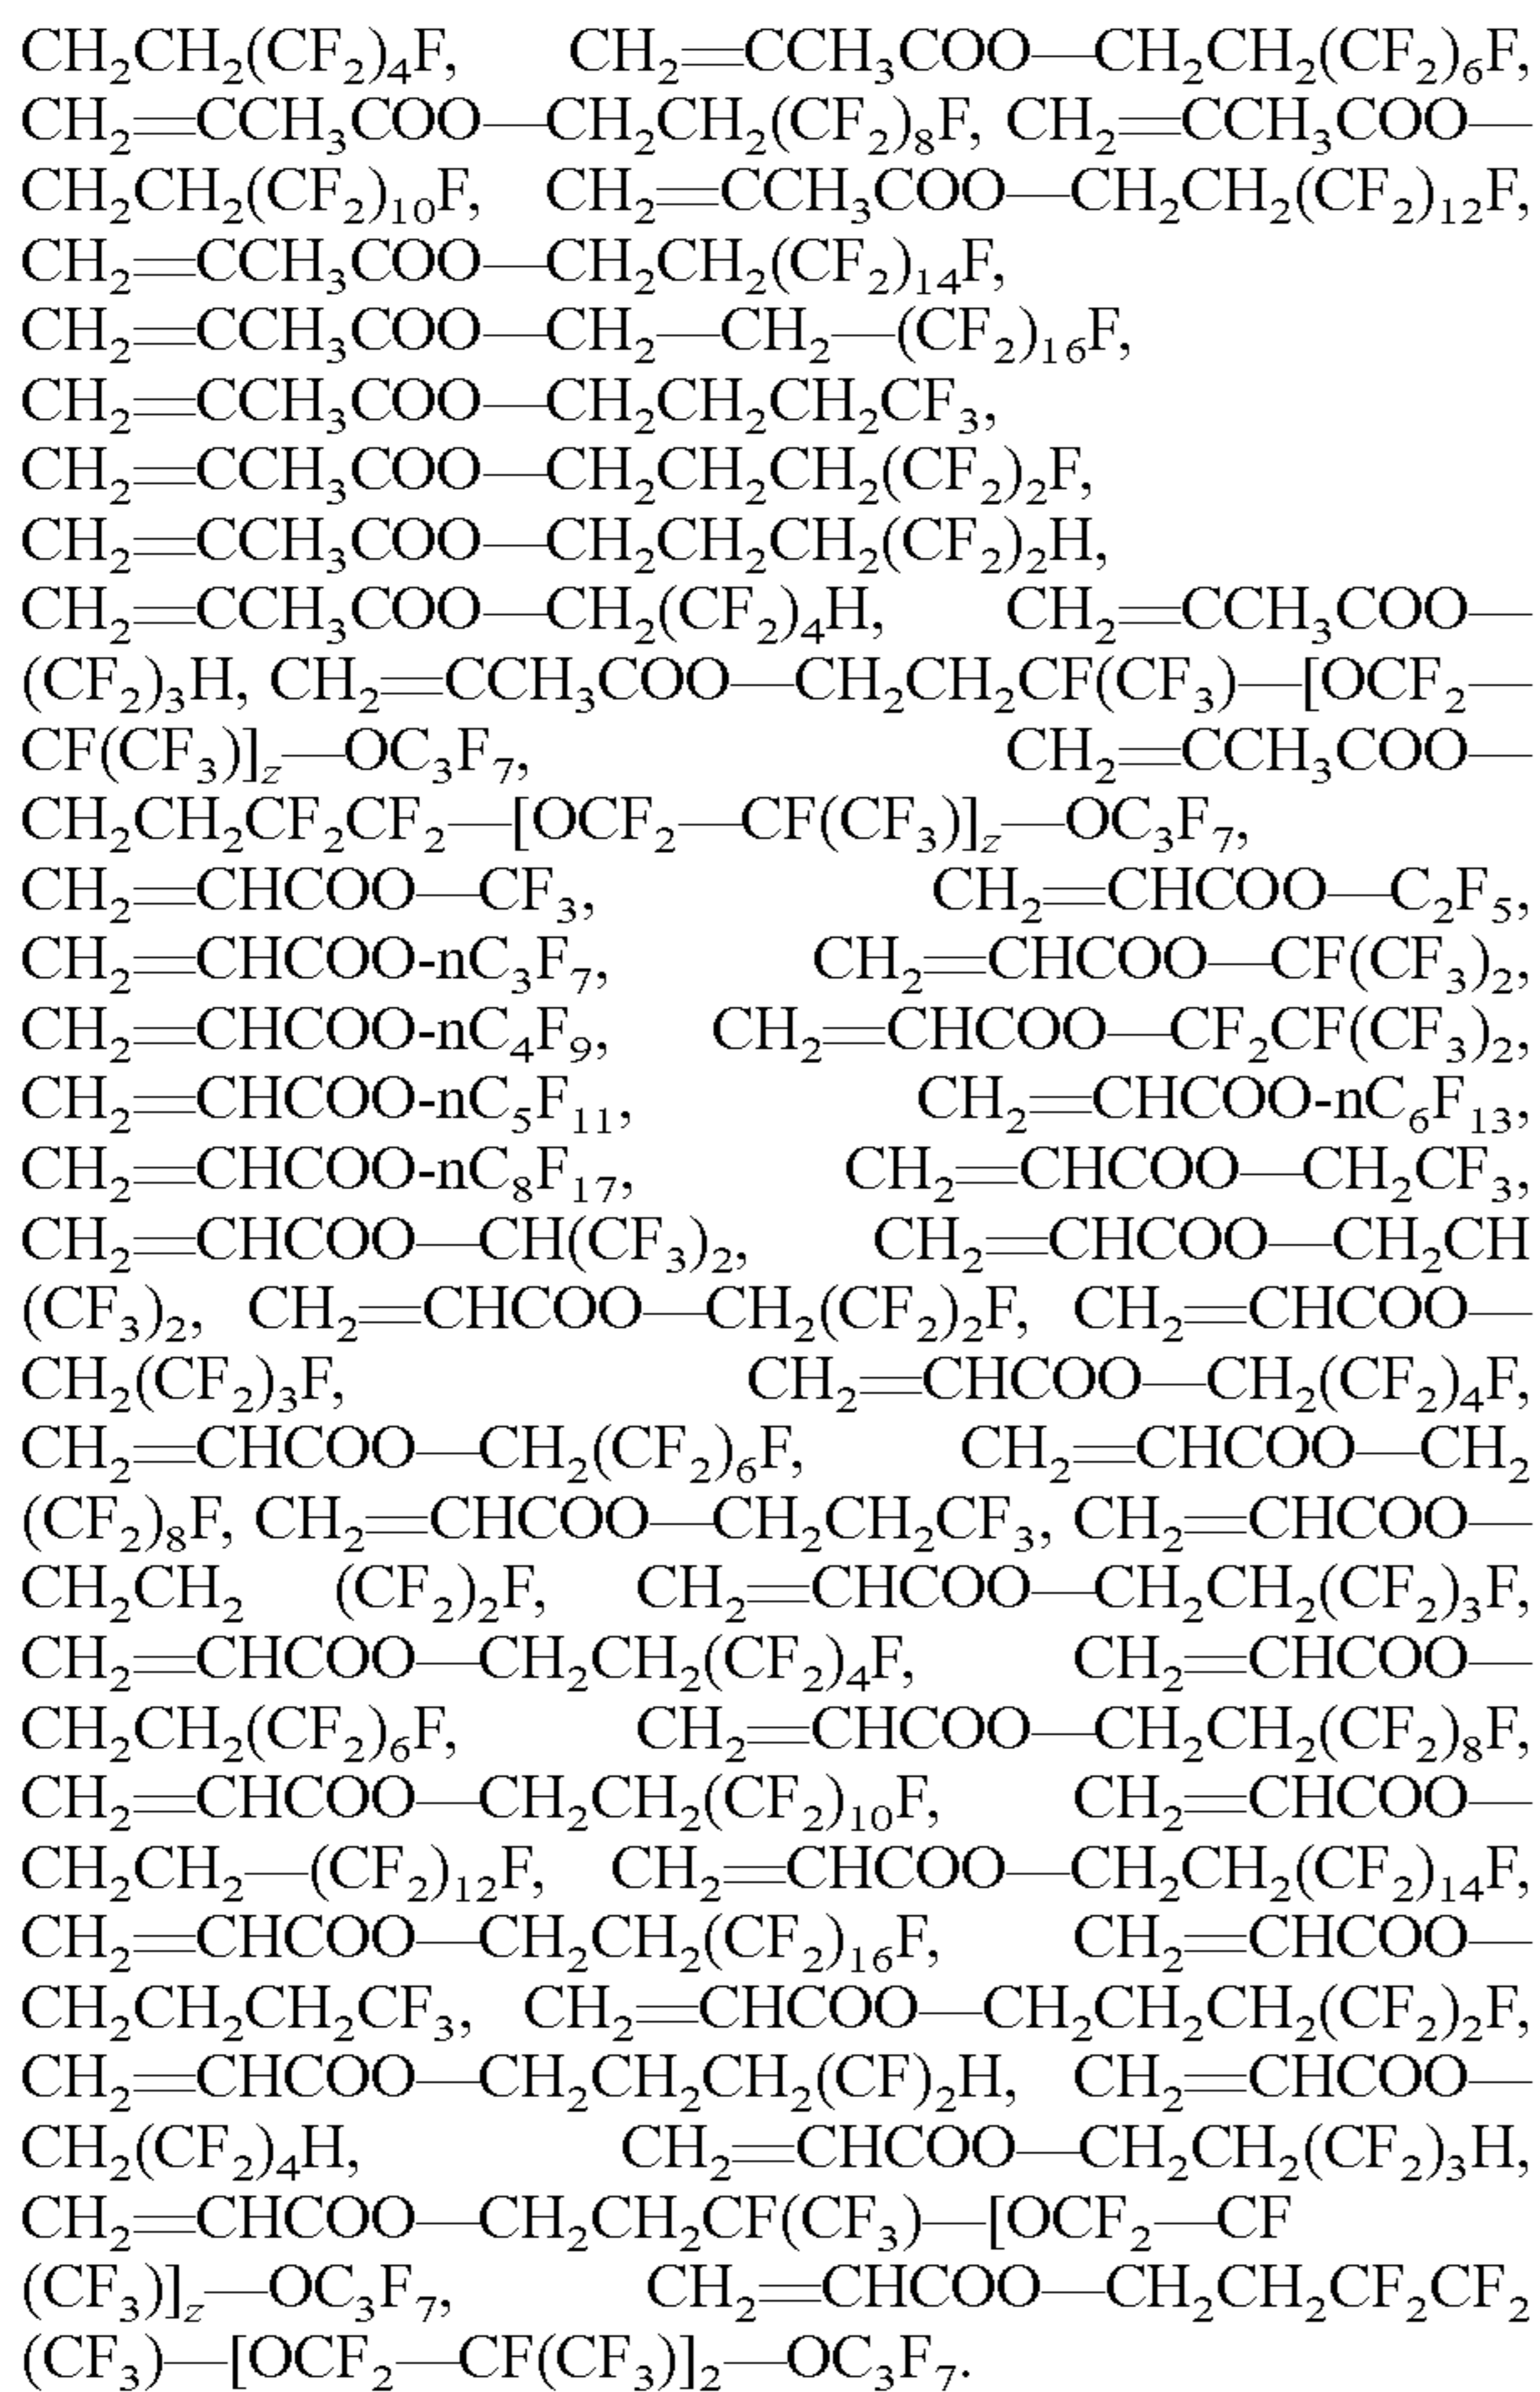 CH₂CH₂(CF₂)₄F, CH₂═CCH₃COO—CH₂CH₂(CF₂)₆F,
CH₂═CCH₃COO—CH₂CH₂(CF₂)₈F, CH₂═CCH₃COO—
CH₂CH₂(CF₂)₁₀F, CH₂═CCH₃COO—CH₂CH₂(CF₂)₁₂F,
CH₂═CCH₃COO—CH₂CH₂(CF₂)₁₄F,
CH₂═CCH₃COO—CH₂—CH₂—(CF₂)₁₆F,
CH₂═CCH₃COO—CH₂CH₂CH₂CF₃,
CH₂═CCH₃COO—CH₂CH₂CH₂(CF₂)₂F,
CH₂═CCH₃COO—CH₂CH₂CH₂(CF₂)₂H,
CH₂═CCH₃COO—CH₂(CF₂)₄H, CH₂═CCH₃COO—
(CF₂)₃H, CH₂═CCH₃COO—CH₂CH₂CF(CF₃)—[OCF₂—
CF(CF₃)]z—OC₃F₇, CH₂═CCH₃COO—
CH₂CH₂CF₂CF₂—[OCF₂—CF(CF₃)]z—OC₃F₇,
CH₂═CHCOO—CF₃, CH₂═CHCOO—C₂F₅,
CH₂═CHCOO-nC₃F₇, CH₂═CHCOO—CF(CF₃)₂,
CH₂═CHCOO-nC₄F₉, CH₂═CHCOO—CF₂CF(CF₃)₂,
CH₂═CHCOO-nC₅F₁₁, CH₂═CHCOO-nC₆F₁₃,
CH₂═CHCOO-nC₈F₁₇, CH₂═CHCOO—CH₂CF₃,
CH₂═CHCOO—CH(CF₃)₂, CH₂═CHCOO—CH₂CH
(CF₃)₂, CH₂═CHCOO—CH₂(CF₂)₂F, CH₂═CHCOO—
CH₂(CF₂)₃F, CH₂═CHCOO—CH₂(CF₂)₄F,
CH₂═CHCOO—CH₂(CF₂)₆F, CH₂═CHCOO—CH₂
(CF₂)₈F, CH₂═CHCOO—CH₂CH₂CF₃, CH₂═CHCOO—
CH₂CH₂ (CF₂)₂F, CH₂═CHCOO—CH₂CH₂(CF₂)₃F,
CH₂═CHCOO—CH₂CH₂(CF₂)₄F, CH₂═CHCOO—
CH₂CH₂(CF₂)₆F, CH₂═CHCOO—CH₂CH₂(CF₂)₈F,
CH₂═CHCOO—CH₂CH₂(CF₂)₁₀F, CH₂═CHCOO—
CH₂CH₂—(CF₂)₁₂F, CH₂═CHCOO—CH₂CH₂(CF₂)₁₄F,
CH₂═CHCOO—CH₂CH₂(CF₂)₁₆F, CH₂═CHCOO—
CH₂CH₂CH₂CF₃, CH₂═CHCOO—CH₂CH₂CH₂(CF₂)₂F,
CH₂═CHCOO—CH₂CH₂CH₂(CF)₂H, CH₂═CHCOO—
CH₂(CF₂)₄H, CH₂═CHCOO—CH₂CH₂(CF₂)₃H,
CH₂═CHCOO—CH₂CH₂CF(CF₃)—[OCF₂—CF
(CF₃)]z—OC₃F₇, CH₂═CHCOO—CH₂CH₂CF₂CF₂
(CF₃)—[OCF₂—CF(CF₃)]₂—OC₃F₇.